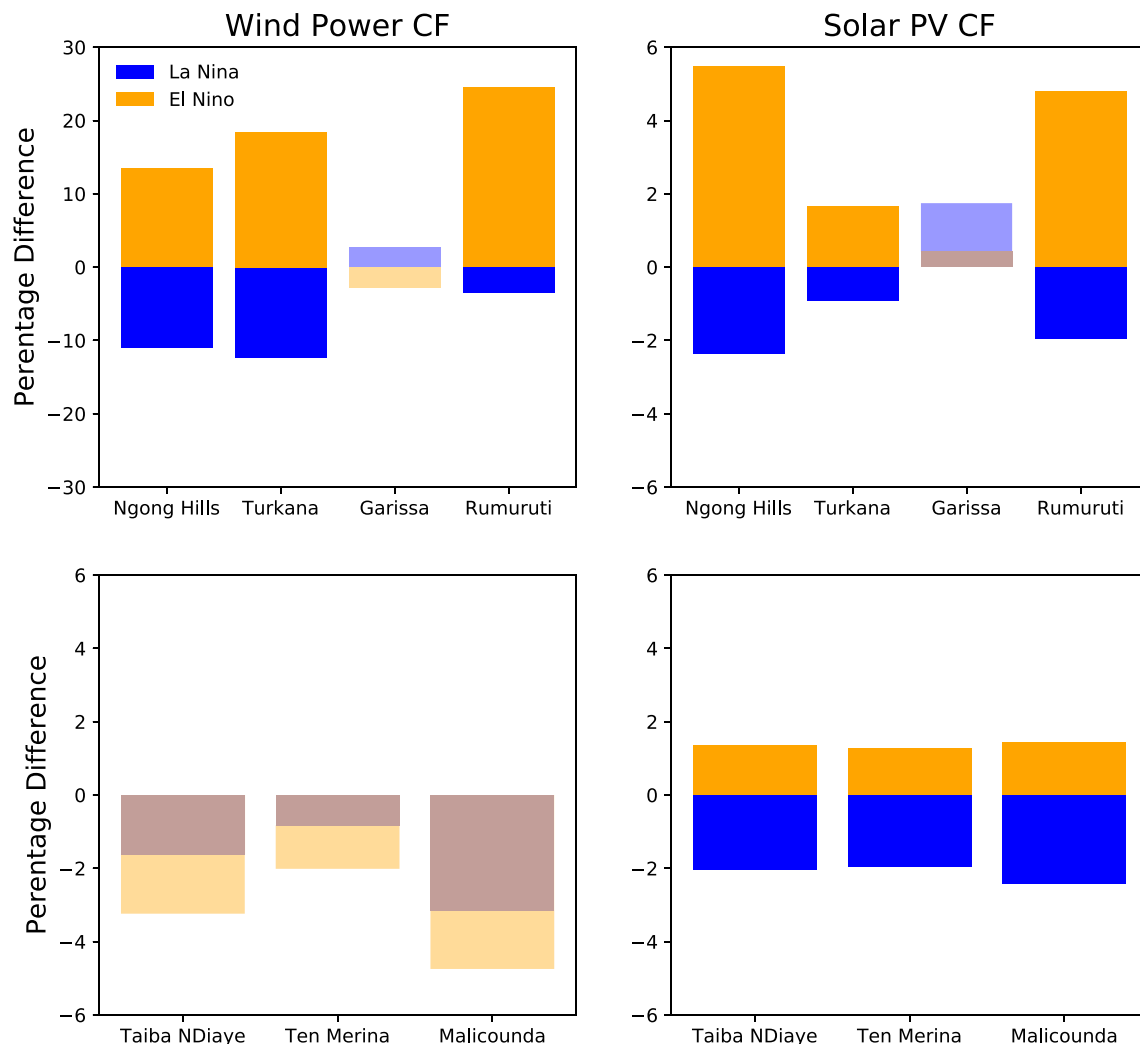 Wind Power CF
Solar PV CF
La Nina
El Nino
Perentage Difference
30
20
10
0
−10
−20
−30
Ngong Hills Turkana Garissa Rumuruti
6
4
2
0
−2
−4
−6
Ngong Hills Turkana Garissa Rumuruti
Perentage Difference
6
4
2
0
−2
−4
−6
Taiba NDiaye Ten Merina Malicounda
6
4
2
0
−2
−4
−6
Taiba NDiaye Ten Merina Malicounda